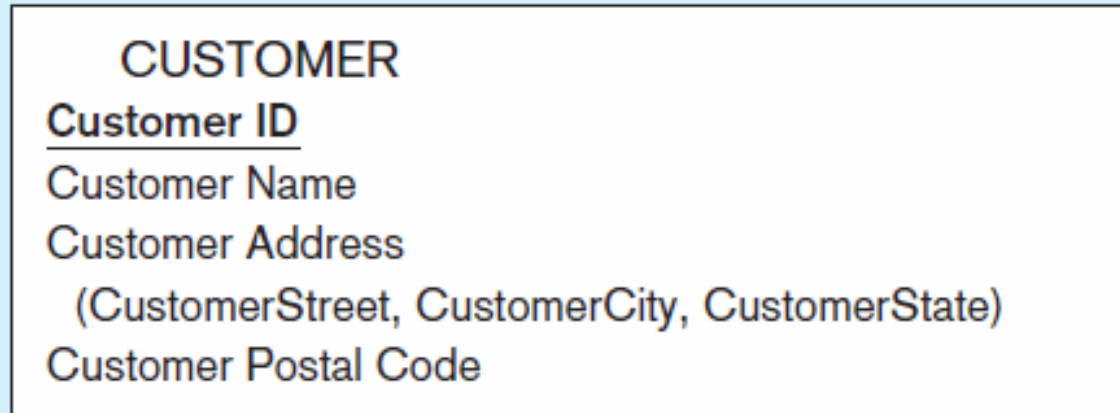 CUSTOMER
Customer ID
Customer Name
Customer Address
(CustomerStreet, CustomerCity, CustomerState)
Customer Postal Code